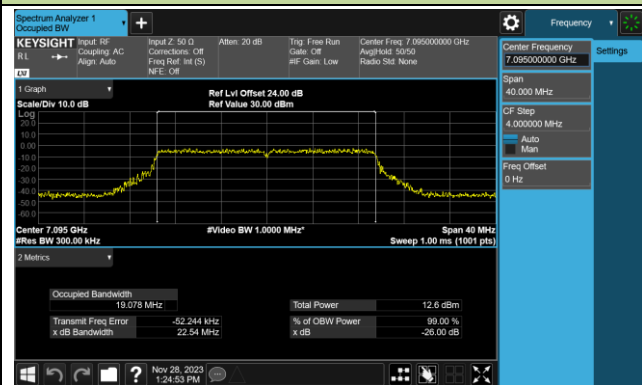 Spectrum Analyzer 1
Occupied BW
Frequency
KEYSIGHT
RL
LXI
Input: RF
Coupling: AC
Align: Auto
Input Z: 50 Ω
Corrections: Off
Freq Ref: Int (S)
NFE: Off
Atten: 20 dB
Trig: Free Run
Gate: Off
#IF Gain: Low
Center Freq: 7.095000000 GHz
Avg|Hold: 50/50
Radio Std: None
Center Frequency
7.095000000 GHz
Settings
Span
40.000 MHz
CF Step
4.000000 MHz
Auto
Man
Freq Offset
0 Hz
1 Graph
Scale/Div 10.0 dB
Ref Lvl Offset 24.00 dB
Ref Value 30.00 dBm
Log
20.0
10.0
0.00
-10.0
-20.0
-30.0
-40.0
-50.0
-60.0
Center 7.095 GHz
#Res BW 300.00 kHz
#Video BW 1.0000 MHz*
Span 40 MHz
Sweep 1.00 ms (1001 pts)
2 Metrics
Occupied Bandwidth
19.078 MHz
Total Power 12.6 dBm
Transmit Freq Error -52.244 kHz
% of OBW Power 99.00 %
x dB Bandwidth 22.54 MHz
x dB -26.00 dB
?
Nov 28, 2023
1:24:53 PM